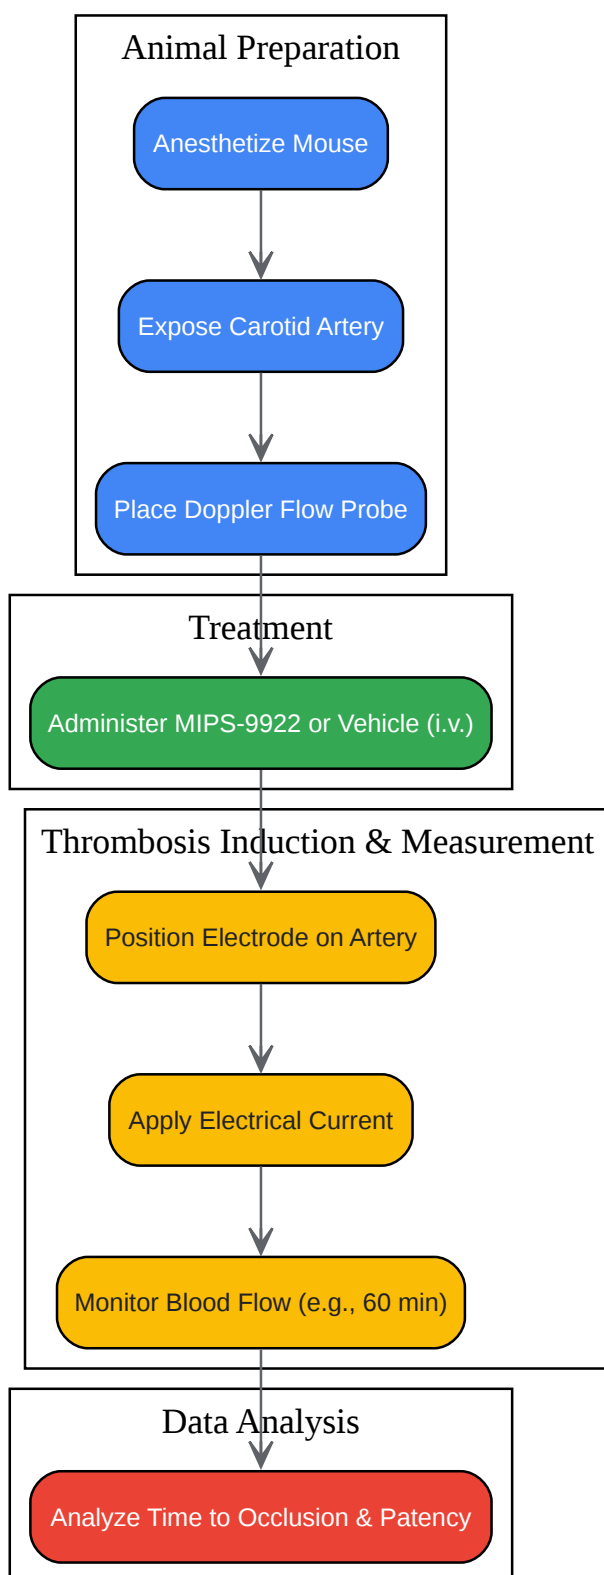 Animal Preparation
Anesthetize Mouse
Expose Carotid Artery
Place Doppler Flow Probe
Treatment
Administer MIPS-9922 or Vehicle (i.v.)
Thrombosis Induction & Measurement
Position Electrode on Artery
Apply Electrical Current
Monitor Blood Flow (e.g., 60 min)
Data Analysis
Analyze Time to Occlusion & Patency